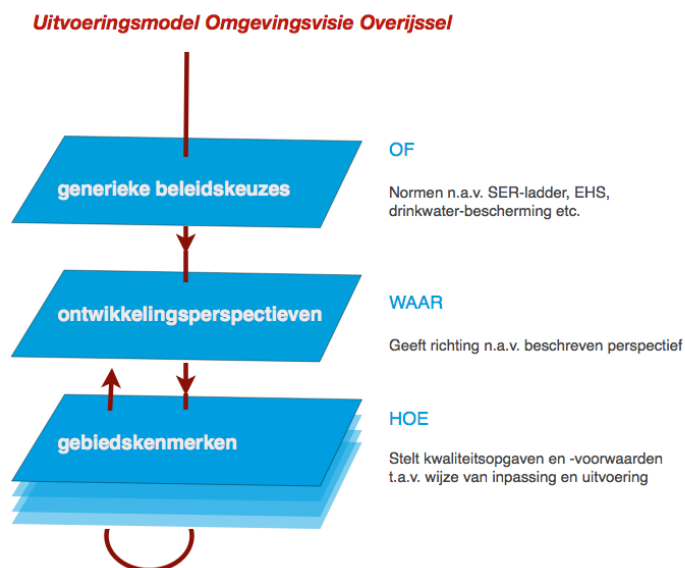 Uitvoeringsmodel Omgevingsvisie Overijssel
generieke beleidskeuzes
OF
Normen n.a.v. SER-ladder, EHS,
drinkwater-bescherming etc.
ontwikkelingsperspectieven
WAAR
Geeft richting n.a.v. beschreven perspectief
gebiedskenmerken
HOE
Stelt kwaliteitsopgaven en -voorwaarden
t.a.v. wijze van inpassing en uitvoering